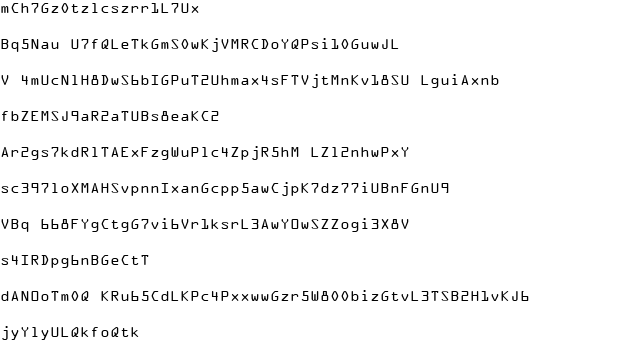 mCh7Gz0tzlcszrr1L7Ux
Bq5Nau U7fQLeTkGmS0wKjVMRCDoYQPsi10GuwJL
V 4mUcN1H8DwS6bIGPuT2Uhmax4sFTVjtMnKv18SU LguiAxnb
fbZEMSJ9aR2aTUBs8eaKC2
Ar2gs7kdRlTAExFzgWuPlc4ZpjR5hM LZl2nhwPxY
sc397loXMAHSvpnnIxanGcpp5awCjpK7dz77iUBnFGnU9
VBq 668FYgCtgG7vi6Vr1ksrL3AwYOwSZZogi3X8V
s4IRDpg6nBGeCtT
dANOoTm0Q KRu65CdLKPc4PxxwwGzr5W800bizGtvL3TSB2H1vKJ6
jyYlyULQkfoQtk